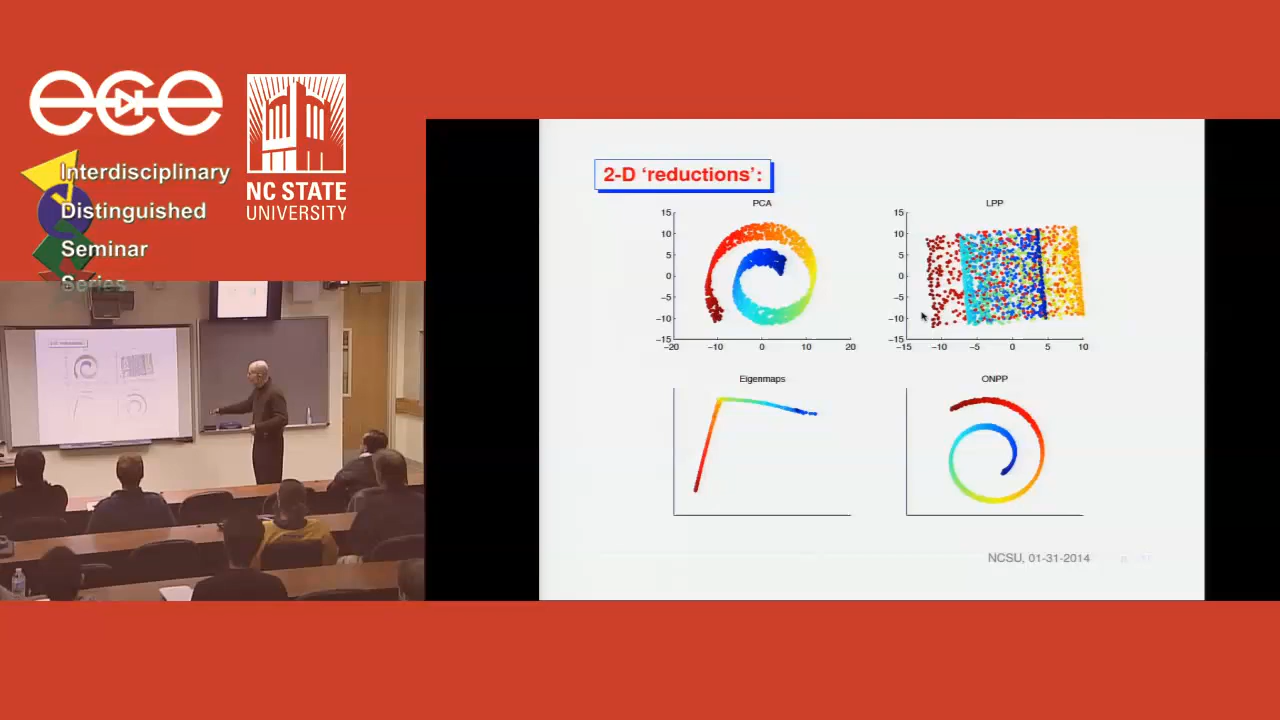 ece
Interdisciplinary
Distinguished
Seminar
Series
NC STATE
UNIVERSITY
2-D ‘reductions’:
PCA
15
10
5
0
−5
−10
−15
−20 −10 0 10 20
LPP
15
10
5
0
−5
−10
−15
−15 −10 −5 0 5 10
Eigenmaps
ONPP
NCSU, 01-31-2014